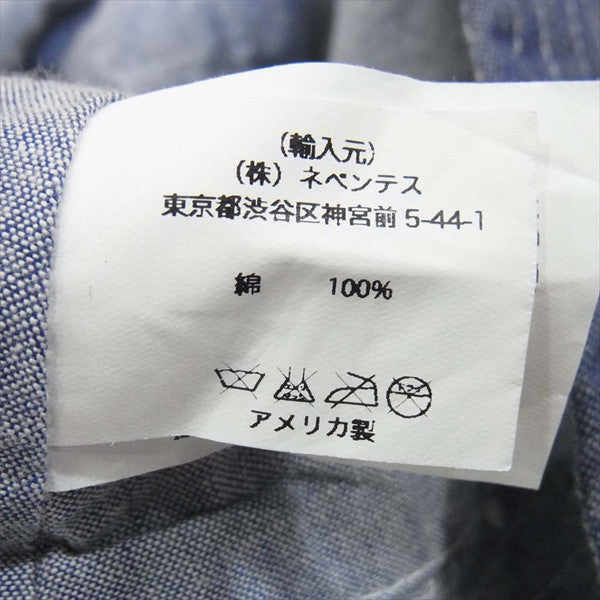 (輸入元)
(株) ネペンテス
東京都渋谷区神宮前 5-44-1
綿 100%
アメリカ製